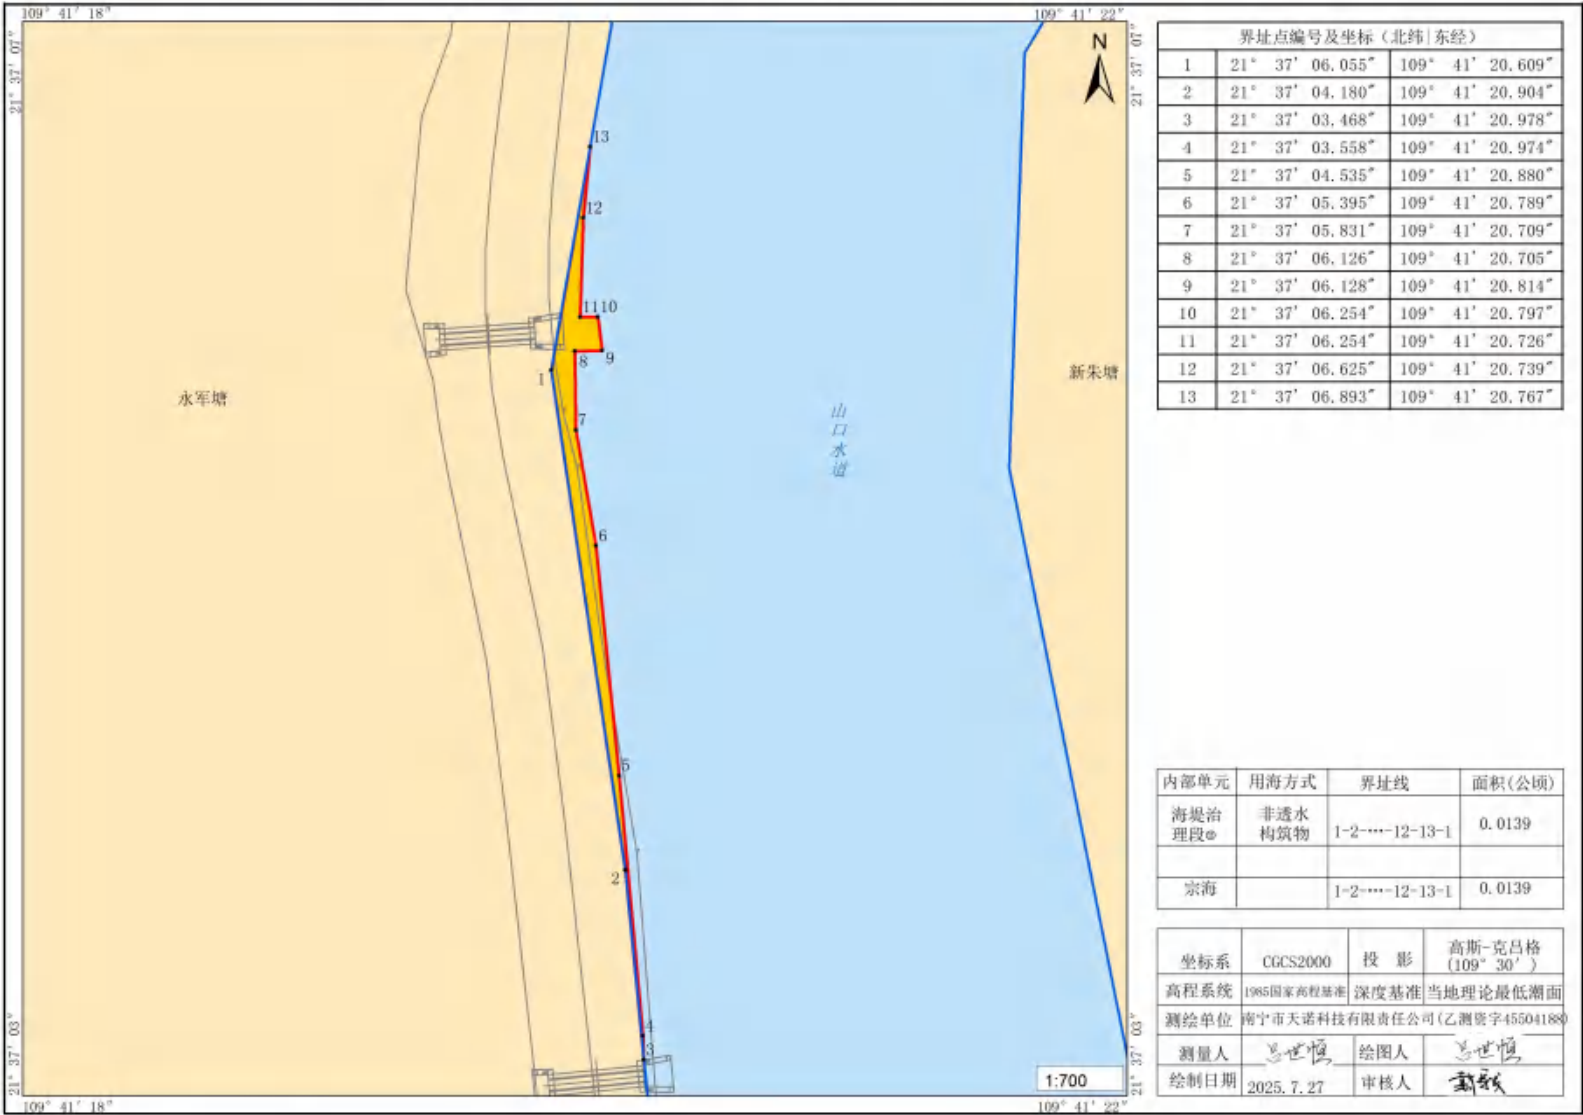 109° 41′ 18″
109° 41′ 22″
21° 37′ 07″
21° 37′ 07″
N
13
12
11 10
9
8
1
7
6
5
2
4
3
永军塘
山口水道
新朱塘
1:700
21° 37′ 03″
21° 37′ 03″
109° 41′ 18″
109° 41′ 22″
界址点编号及坐标（北纬|东经）
1 21° 37′ 06.055″ 109° 41′ 20.609″
2 21° 37′ 04.180″ 109° 41′ 20.904″
3 21° 37′ 03.468″ 109° 41′ 20.978″
4 21° 37′ 03.558″ 109° 41′ 20.974″
5 21° 37′ 04.535″ 109° 41′ 20.880″
6 21° 37′ 05.395″ 109° 41′ 20.789″
7 21° 37′ 05.831″ 109° 41′ 20.709″
8 21° 37′ 06.126″ 109° 41′ 20.705″
9 21° 37′ 06.128″ 109° 41′ 20.814″
10 21° 37′ 06.254″ 109° 41′ 20.797″
11 21° 37′ 06.254″ 109° 41′ 20.726″
12 21° 37′ 06.625″ 109° 41′ 20.739″
13 21° 37′ 06.893″ 109° 41′ 20.767″
内部单元 用海方式 界址线 面积(公顷)
海堤治理段 非透水构筑物 1-2-…-12-13-1 0.0139
宗海 1-2-…-12-13-1 0.0139
坐标系 CGCS2000 投 影 高斯-克吕格(109° 30′)
高程系统 1985国家高程基准 深度基准 当地理论最低潮面
测绘单位 南宁市天诺科技有限责任公司(乙测资字45504188)
测量人 吕世恒 绘图人 吕世恒
绘制日期 2025.7.27 审核人